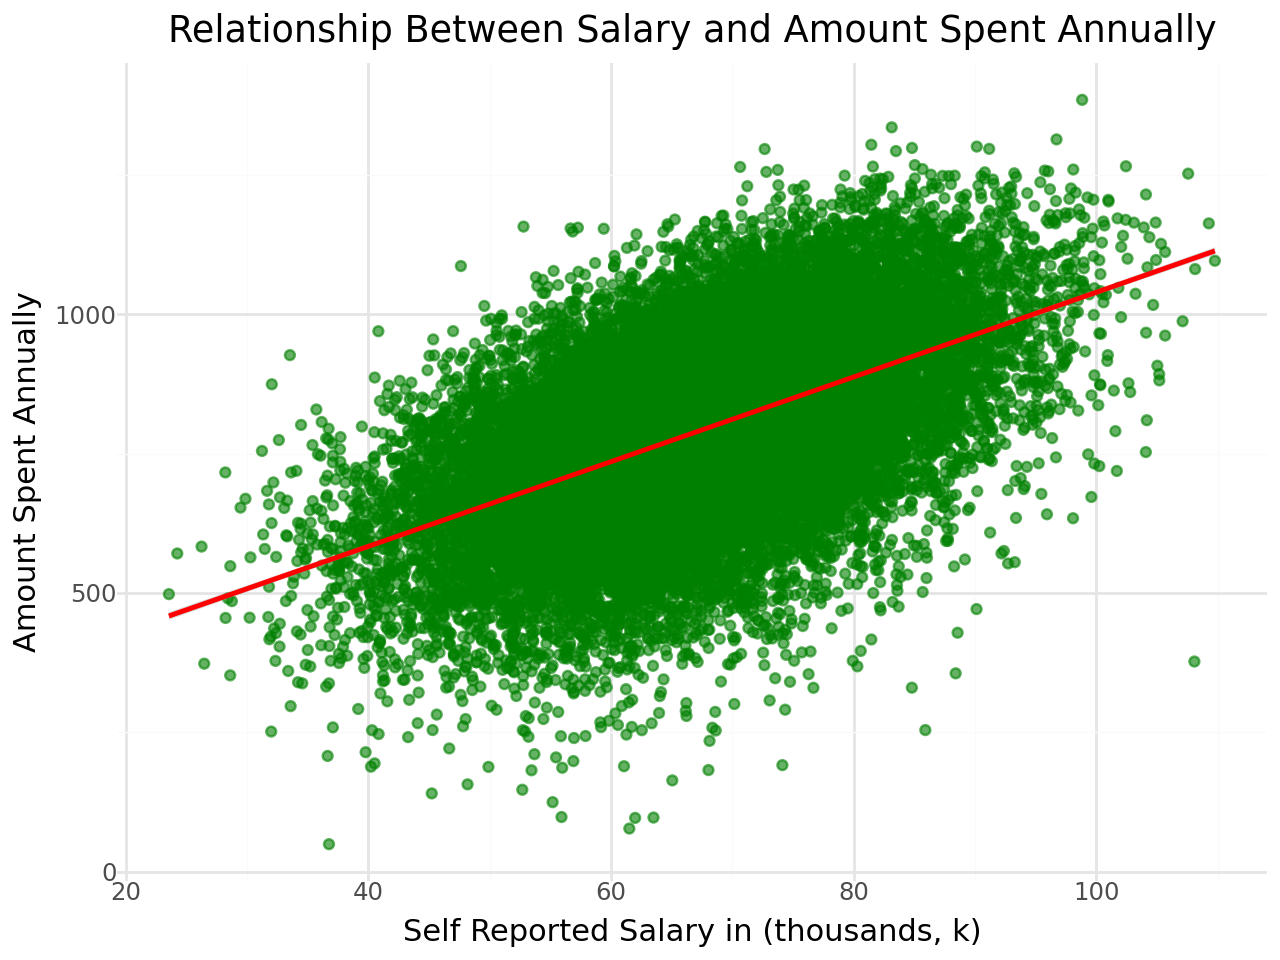 Relationship Between Salary and Amount Spent Annually
Amount Spent Annually
1000
500
0
20 40 60 80 100
Self Reported Salary in (thousands, k)